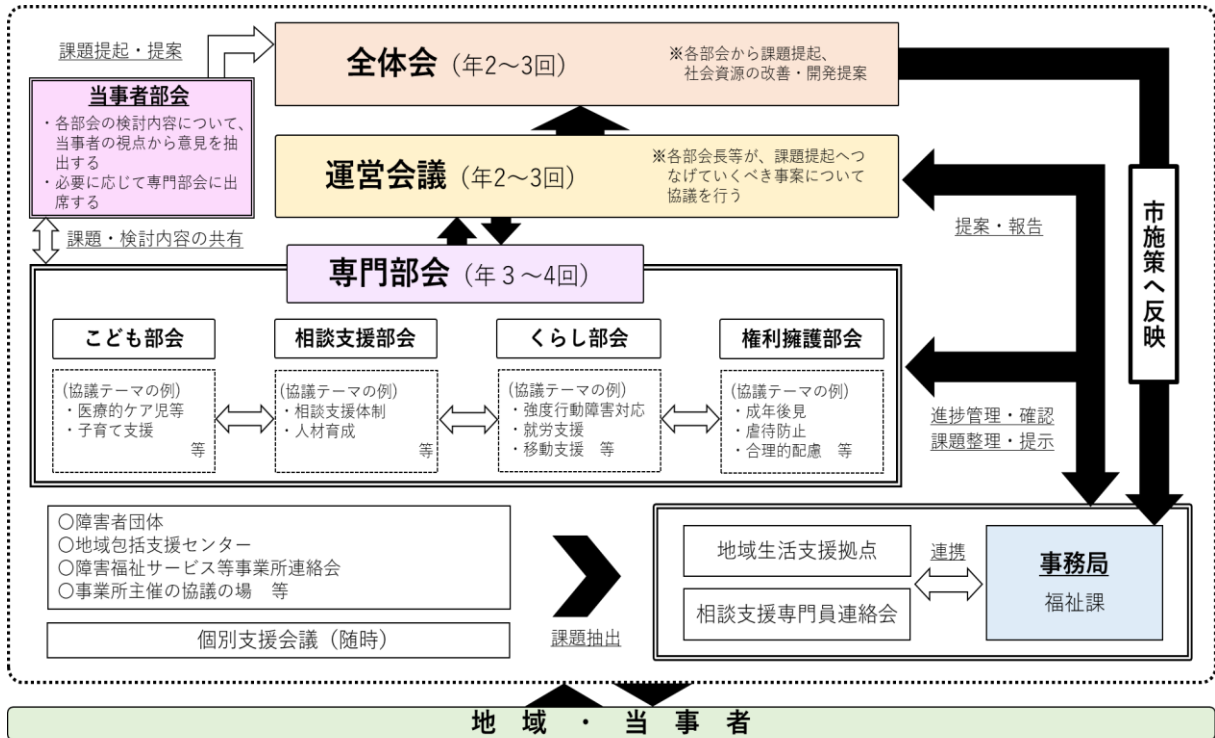 課題提起・提案
全体会（年2～3回）
※各部会から課題提起、
社会資源の改善・開発提案
当事者部会
・各部会の検討内容について、
当事者の視点から意見を抽
出する
・必要に応じて専門部会に出
席する
運営会議（年2～3回）
※各部会長等が、課題提起へつ
なげていくべき事案について
協議を行う
課題・検討内容の共有
提案・報告
市施策へ反映
専門部会（年３～4回）
こども部会
(協議テーマの例)
・医療的ケア児等
・子育て支援
等
相談支援部会
(協議テーマの例)
・相談支援体制
・人材育成
等
くらし部会
(協議テーマの例)
・強度行動障害対応
・就労支援
・移動支援　等
権利擁護部会
(協議テーマの例)
・成年後見
・虐待防止
・合理的配慮　等
進捗管理・確認
課題整理・提示
〇障害者団体
〇地域包括支援センター
〇障害福祉サービス等事業所連絡会
〇事業所主催の協議の場　等
個別支援会議（随時）
課題抽出
地域生活支援拠点
相談支援専門員連絡会
連携
事務局
福祉課
地　域　・　当　事　者